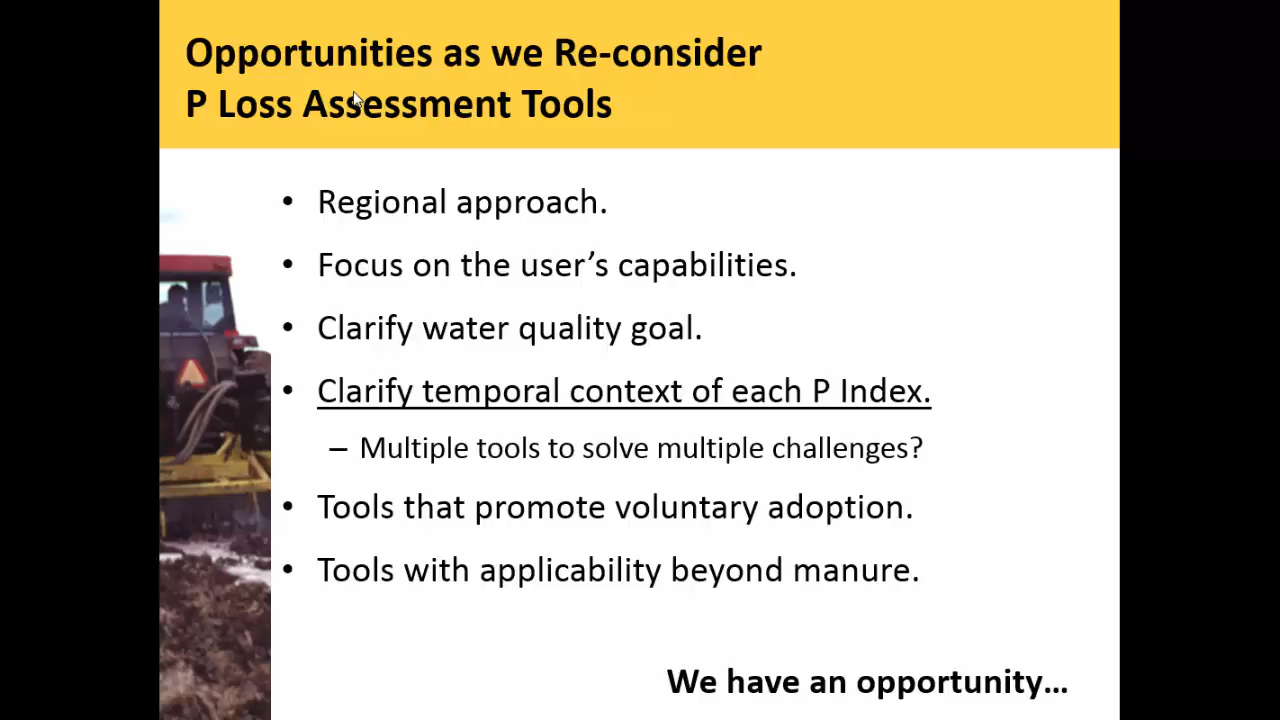 Opportunities as we Re-consider
P Loss Assessment Tools
• Regional approach.
• Focus on the user’s capabilities.
• Clarify water quality goal.
• Clarify temporal context of each P Index.
– Multiple tools to solve multiple challenges?
• Tools that promote voluntary adoption.
• Tools with applicability beyond manure.
We have an opportunity…